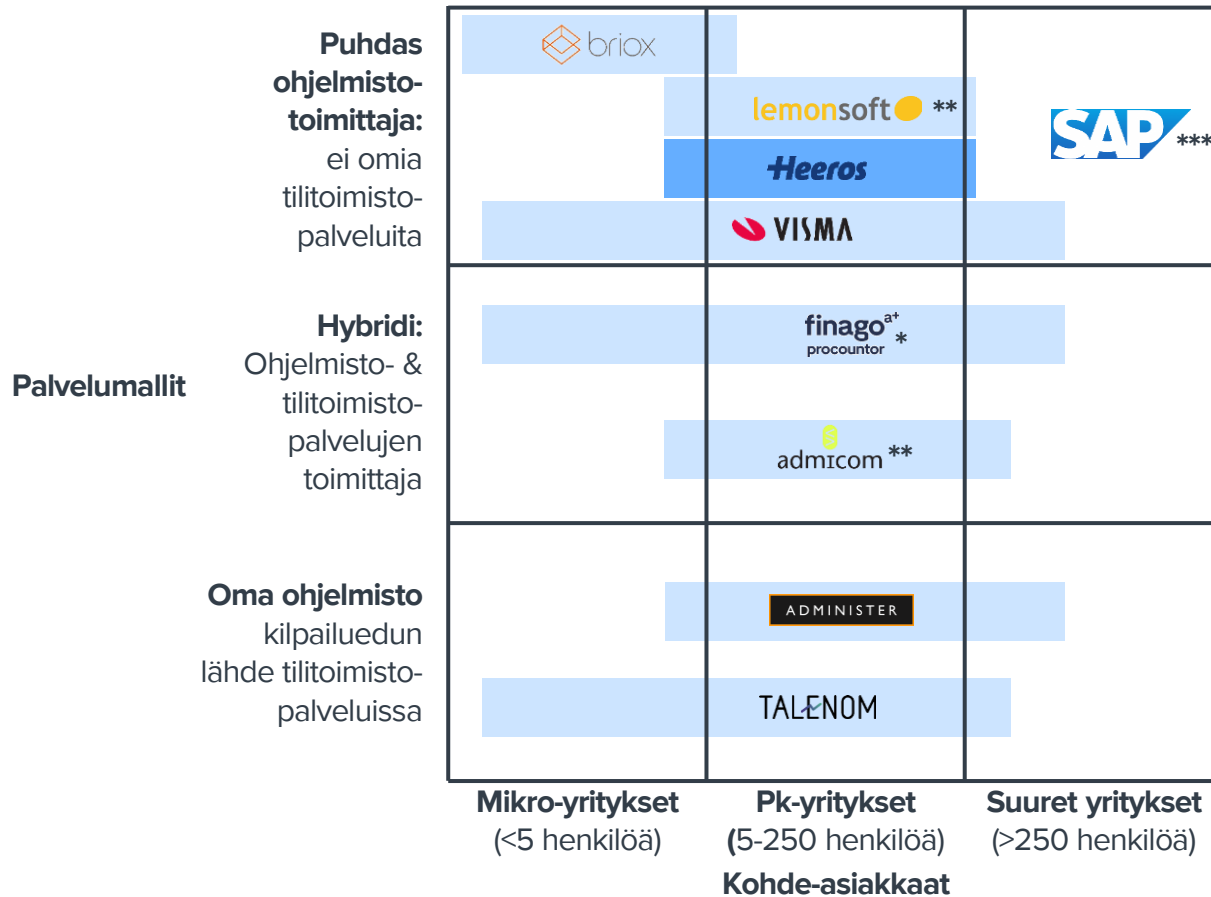 Puhdas
ohjelmisto-
toimittaja:
ei omia
tilitoimisto-
palveluita
briox
lemonsoft **
Heeros
VISMA
SAP ***
Palvelumallit
Hybridi:
Ohjelmisto- &
tilitoimisto-
palvelujen
toimittaja
finago a+ *
procountor
admicom **
Oma ohjelmisto
kilpailuedun
lähde tilitoimisto-
palveluissa
ADMINISTER
TALENOM
Mikro-yritykset
(<5 henkilöä)
Pk-yritykset
(5-250 henkilöä)
Suuret yritykset
(>250 henkilöä)
Kohde-asiakkaat